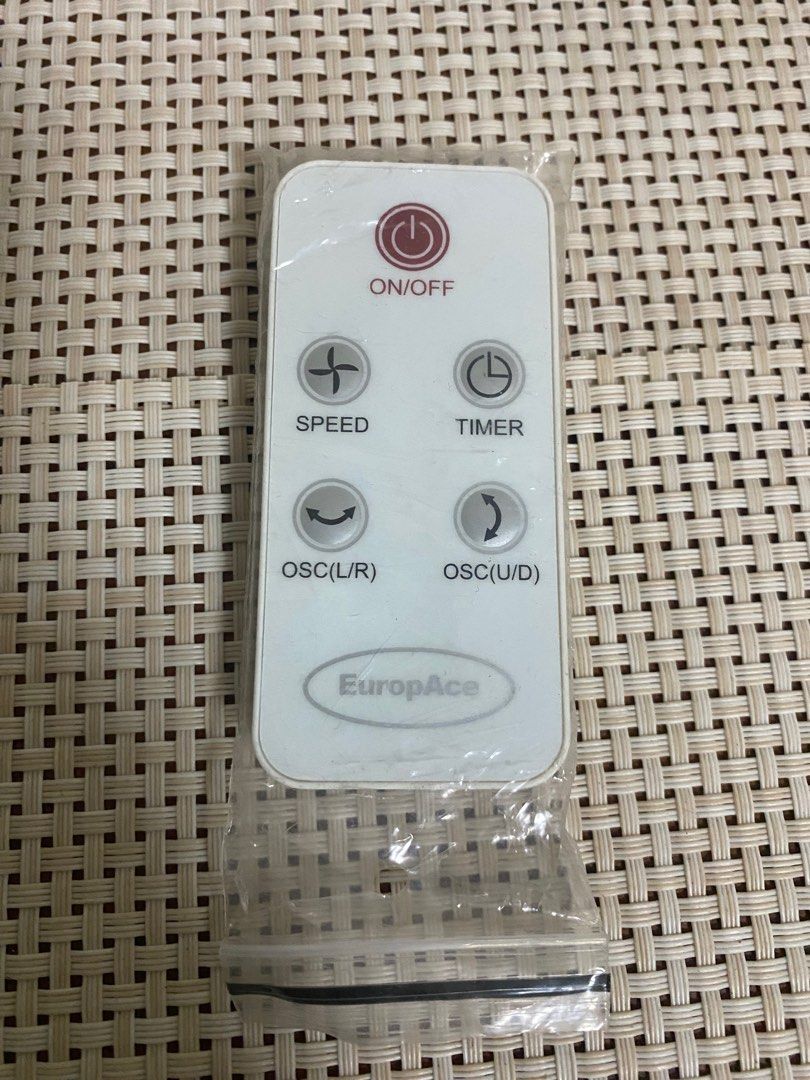 ON/OFF
SPEED TIMER
OSC(L/R) OSC(U/D)
EuropAce